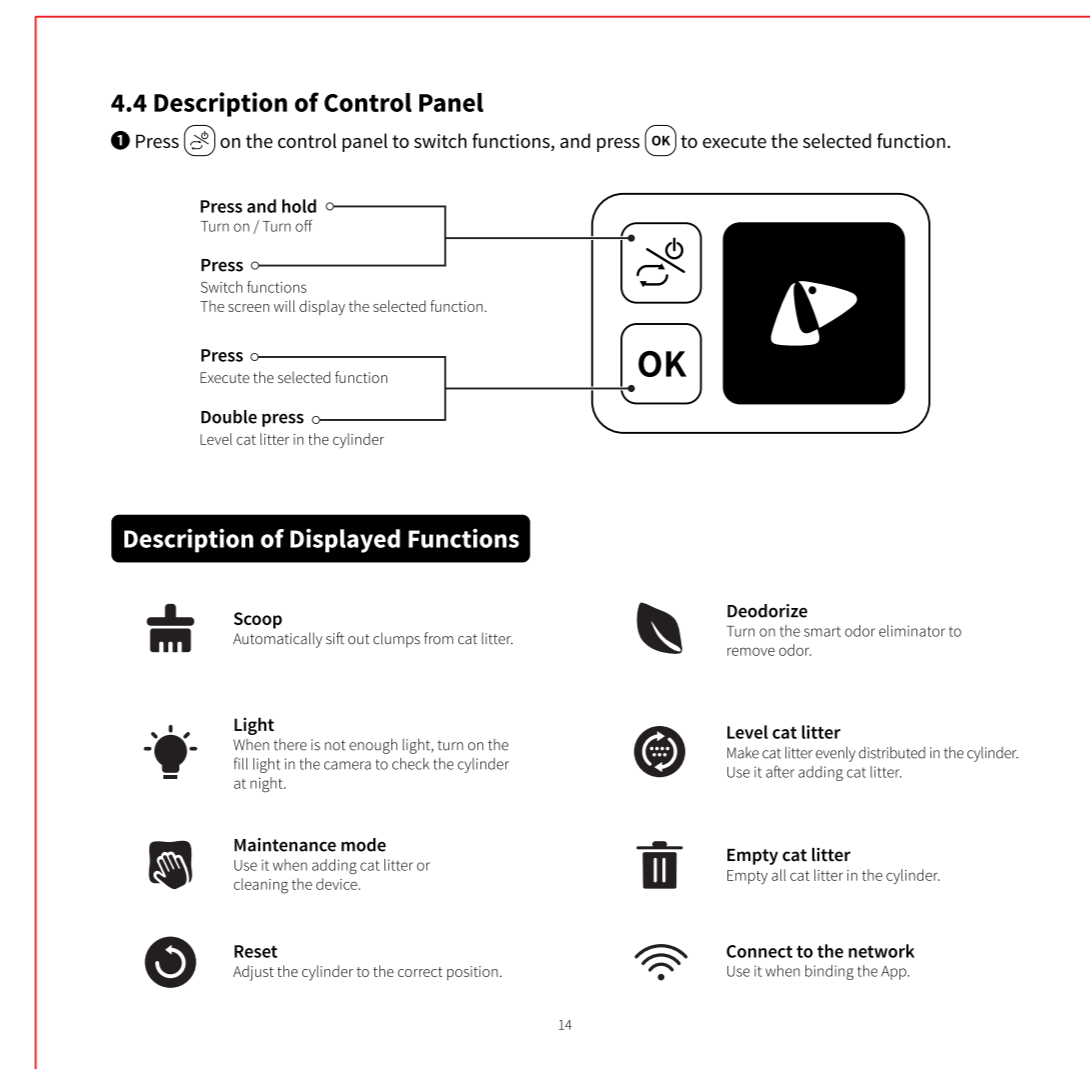 4.4 Description of Control Panel
❶ Press on the control panel to switch functions, and press OK to execute the selected function.
Press and hold
Turn on / Turn off
Press
Switch functions
The screen will display the selected function.
Press
Execute the selected function
Double press
Level cat litter in the cylinder
OK
Description of Displayed Functions
Scoop
Automatically sift out clumps from cat litter.
Deodorize
Turn on the smart odor eliminator to
remove odor.
Light
When there is not enough light, turn on the
fill light in the camera to check the cylinder
at night.
Level cat litter
Make cat litter evenly distributed in the cylinder.
Use it after adding cat litter.
Maintenance mode
Use it when adding cat litter or
cleaning the device.
Empty cat litter
Empty all cat litter in the cylinder.
Reset
Adjust the cylinder to the correct position.
Connect to the network
Use it when binding the App.
14